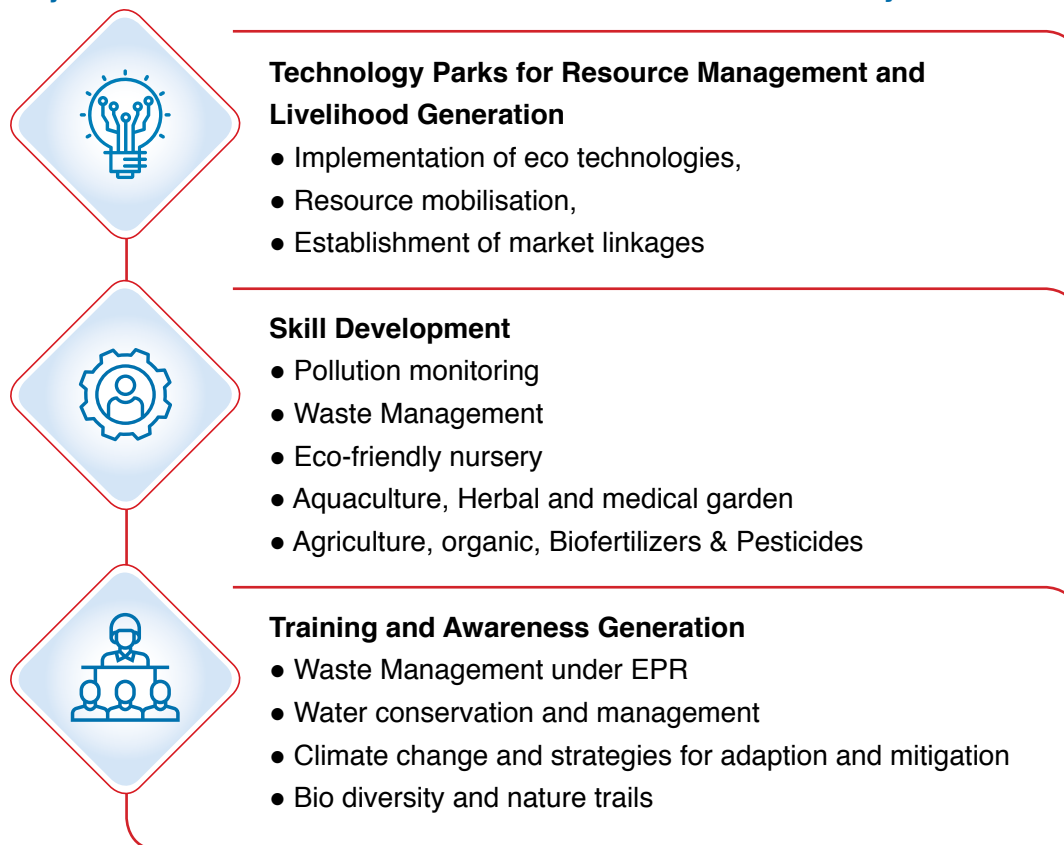 Technology Parks for Resource Management and
Livelihood Generation
● Implementation of eco technologies,
● Resource mobilisation,
● Establishment of market linkages
Skill Development
● Pollution monitoring
● Waste Management
● Eco-friendly nursery
● Aquaculture, Herbal and medical garden
● Agriculture, organic, Biofertilizers & Pesticides
Training and Awareness Generation
● Waste Management under EPR
● Water conservation and management
● Climate change and strategies for adaption and mitigation
● Bio diversity and nature trails